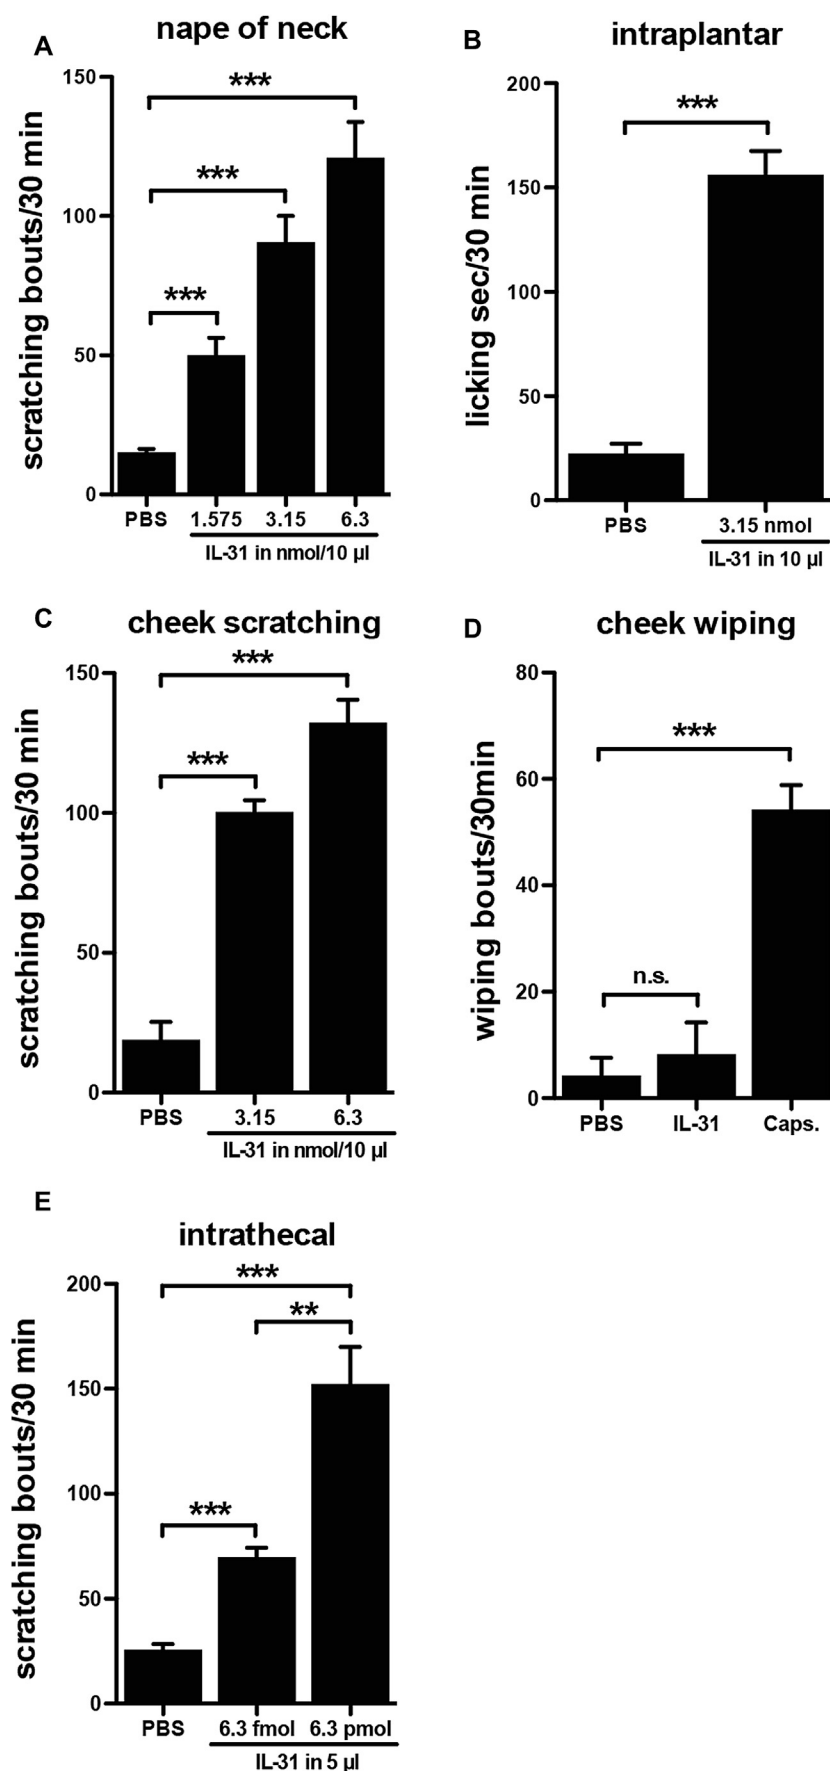 A
nape of neck
scratching bouts/30 min
150
100
50
0
***
***
***
PBS 1.575 3.15 6.3
IL-31 in nmol/10 µl
B
intraplantar
licking sec/30 min
200
150
100
50
0
***
PBS 3.15 nmol
IL-31 in 10 µl
C
cheek scratching
scratching bouts/30 min
150
100
50
0
***
***
PBS 3.15 6.3
IL-31 in nmol/10 µl
D
cheek wiping
wiping bouts/30min
80
60
40
20
0
***
n.s.
PBS IL-31 Caps.
E
intrathecal
scratching bouts/30 min
200
150
100
50
0
***
**
***
PBS 6.3 fmol 6.3 pmol
IL-31 in 5 µl